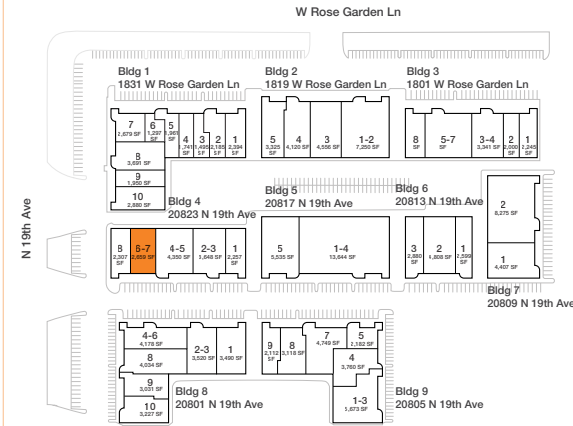 W Rose Garden Ln
Bldg 1
1831 W Rose Garden Ln
Bldg 2
1819 W Rose Garden Ln
Bldg 3
1801 W Rose Garden Ln
7
2,679 SF
6
1,297 SF
5
1,961 SF
4
1,741 SF
3
1,495 SF
2
2,185 SF
1
2,394 SF
8
3,691 SF
9
1,950 SF
10
2,880 SF
5
3,325 SF
4
4,120 SF
3
4,556 SF
1-2
7,250 SF
8
SF
5-7
SF
3-4
3,341 SF
2
2,000 SF
1
2,245 SF
N 19th Ave
Bldg 4
20823 N 19th Ave
8
2,307 SF
6-7
2,659 SF
4-5
4,350 SF
2-3
3,648 SF
1
2,257 SF
Bldg 5
20817 N 19th Ave
5
5,535 SF
1-4
13,644 SF
Bldg 6
20813 N 19th Ave
3
2,880 SF
2
4,808 SF
1
2,599 SF
2
8,275 SF
1
4,407 SF
Bldg 7
20809 N 19th Ave
4-6
4,178 SF
8
4,034 SF
9
3,031 SF
10
3,227 SF
2-3
3,520 SF
1
3,490 SF
Bldg 8
20801 N 19th Ave
9
2,112 SF
8
3,118 SF
7
4,749 SF
5
2,182 SF
4
3,760 SF
1-3
5,673 SF
Bldg 9
20805 N 19th Ave